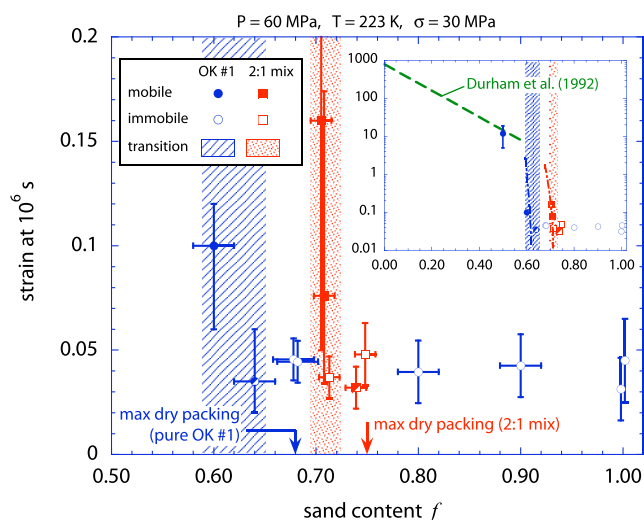 P = 60 MPa, T = 223 K, σ = 30 MPa
0.2
0.15
0.1
0.05
0
strain at 10⁶ s
OK #1 2:1 mix
mobile
immobile
transition
1000
100
10
1
0.1
0.01
0.00 0.20 0.40 0.60 0.80 1.00
Durham et al. (1992)
max dry packing
(pure OK #1)
max dry packing (2:1 mix)
0.50 0.60 0.70 0.80 0.90 1.00
sand content f